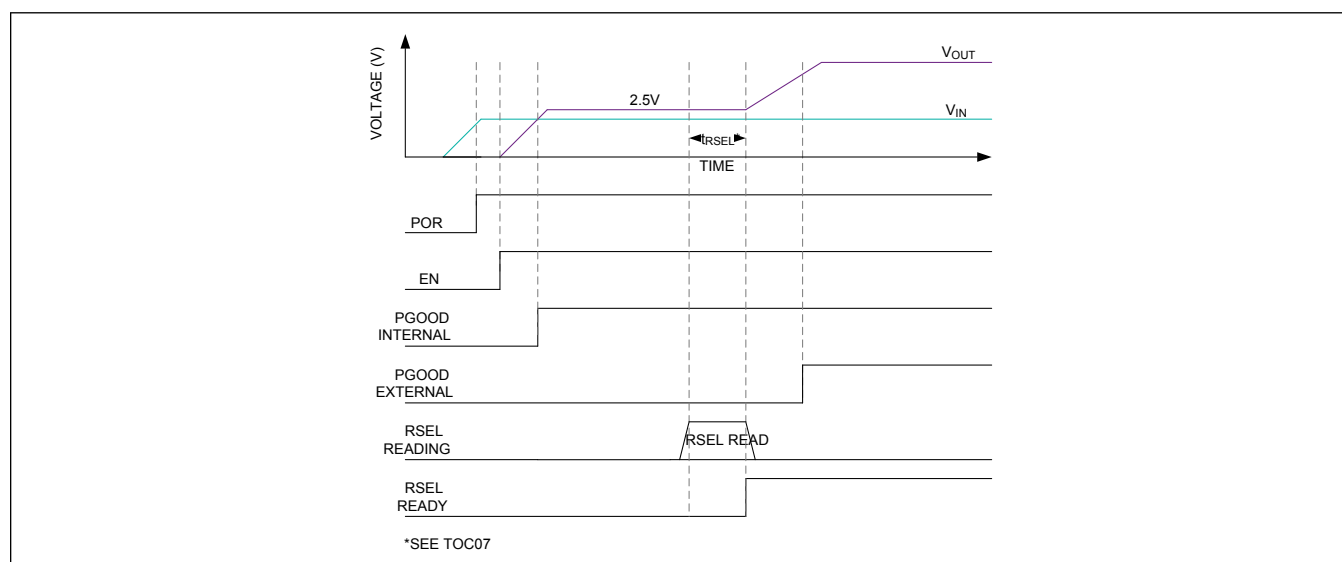 VOLTAGE (V)
VOUT
2.5V
VIN
tRSEL
TIME
POR
EN
PGOOD
INTERNAL
PGOOD
EXTERNAL
RSEL
READING
RSEL READ
RSEL
READY
*SEE TOC07